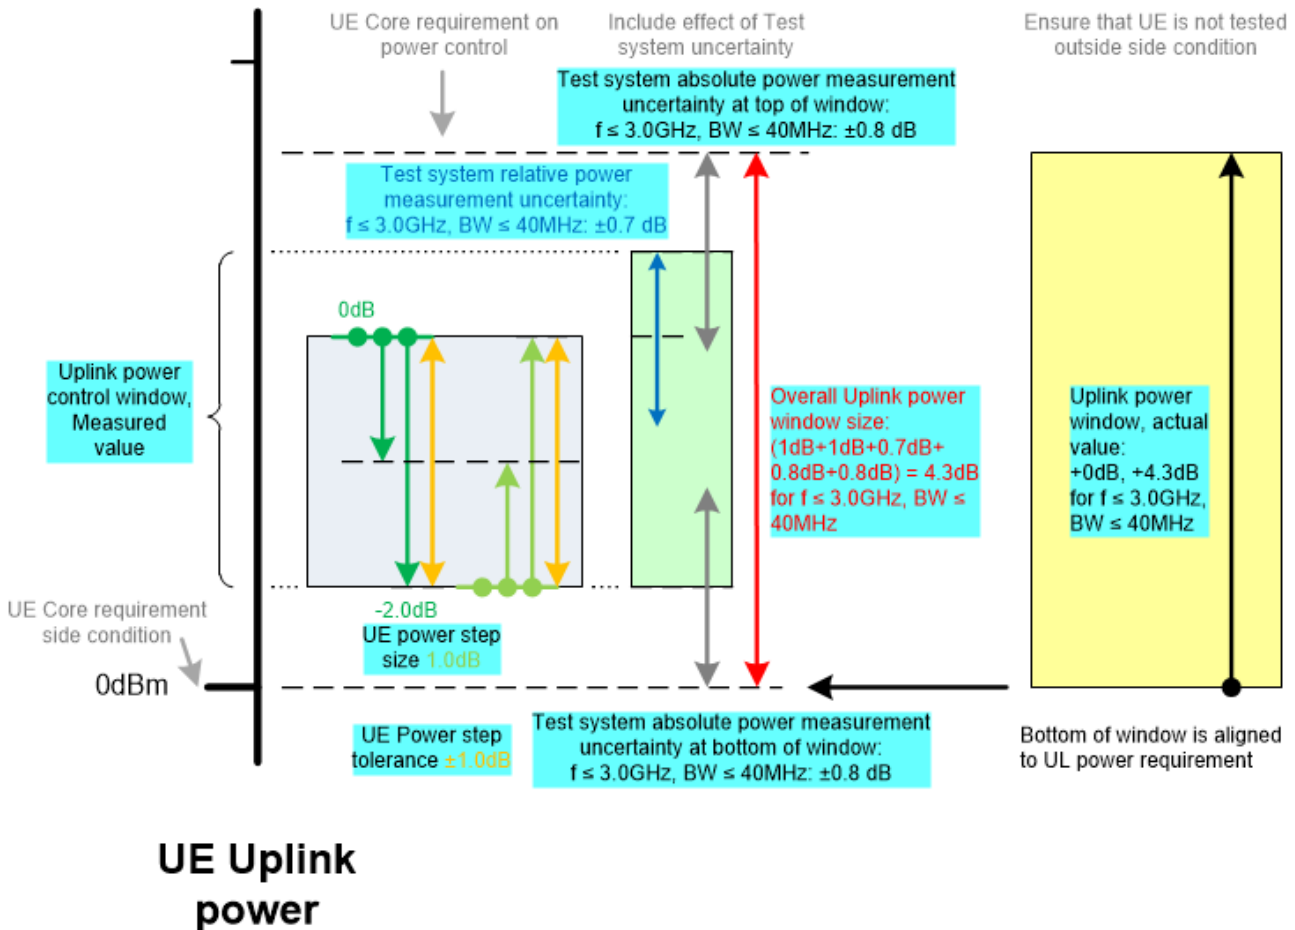 UE Core requirement on
power control
Include effect of Test
system uncertainty
Ensure that UE is not tested
outside side condition
Test system absolute power measurement
uncertainty at top of window:
f ≤ 3.0GHz, BW ≤ 40MHz: ±0.8 dB
Test system relative power
measurement uncertainty:
f ≤ 3.0GHz, BW ≤ 40MHz: ±0.7 dB
0dB
Uplink power
control window,
Measured
value
Overall Uplink power
window size:
(1dB+1dB+0.7dB+
0.8dB+0.8dB) = 4.3dB
for f ≤ 3.0GHz, BW ≤
40MHz
Uplink power
window, actual
value:
+0dB, +4.3dB
for f ≤ 3.0GHz,
BW ≤ 40MHz
-2.0dB
UE power step
size 1.0dB
UE Core requirement
side condition
0dBm
UE Power step
tolerance ±1.0dB
Test system absolute power measurement
uncertainty at bottom of window:
f ≤ 3.0GHz, BW ≤ 40MHz: ±0.8 dB
Bottom of window is aligned
to UL power requirement
UE Uplink
power